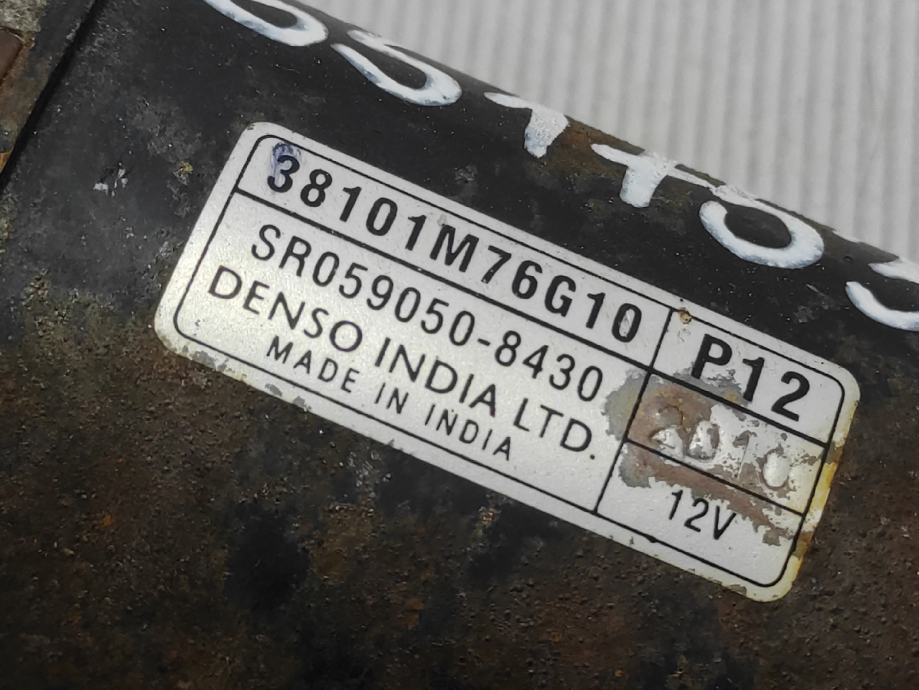 38101M76G10 P12
SR059050-8430
DENSO INDIA LTD.
MADE IN INDIA
12V